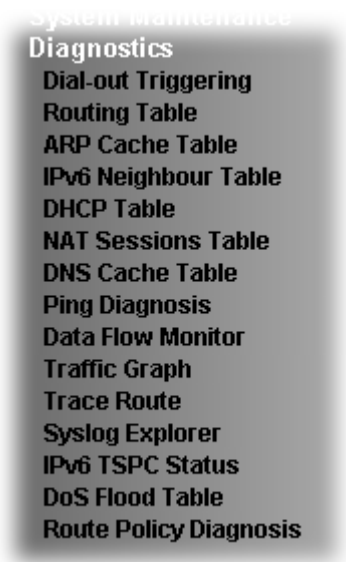 System Maintenance
Diagnostics
Dial-out Triggering
Routing Table
ARP Cache Table
IPv6 Neighbour Table
DHCP Table
NAT Sessions Table
DNS Cache Table
Ping Diagnosis
Data Flow Monitor
Traffic Graph
Trace Route
Syslog Explorer
IPv6 TSPC Status
DoS Flood Table
Route Policy Diagnosis